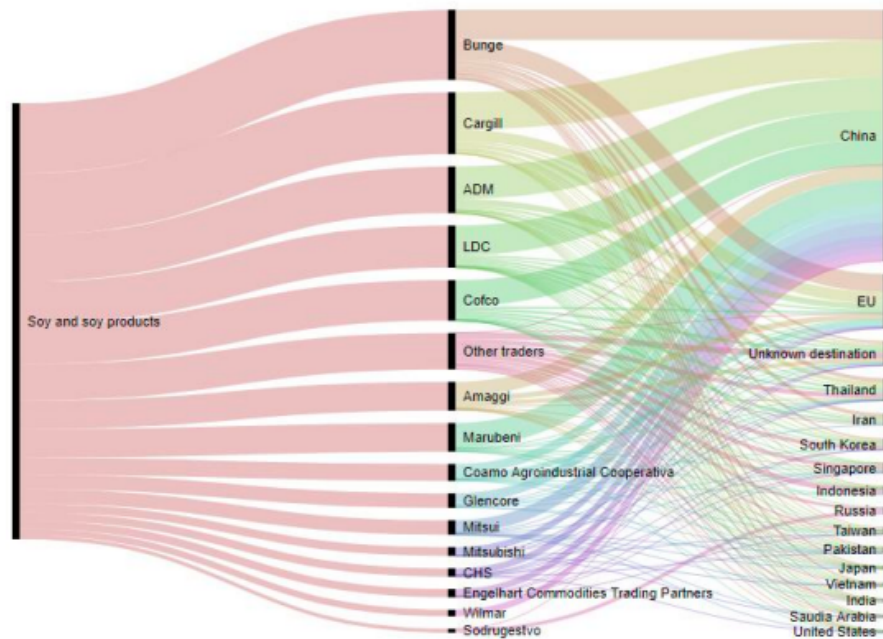 Soy and soy products
Bunge
Cargill
ADM
LDC
Cofco
Other traders
Amaggi
Marubeni
Coamo Agroindustrial Cooperativa
Glencore
Mitsui
Mitsubishi
CHS
Engelhart Commodities Trading Partners
Wilmar
Sodrugestvo
China
EU
Unknown destination
Thailand
Iran
South Korea
Singapore
Indonesia
Russia
Taiwan
Pakistan
Japan
Vietnam
India
Saudia Arabia
United States